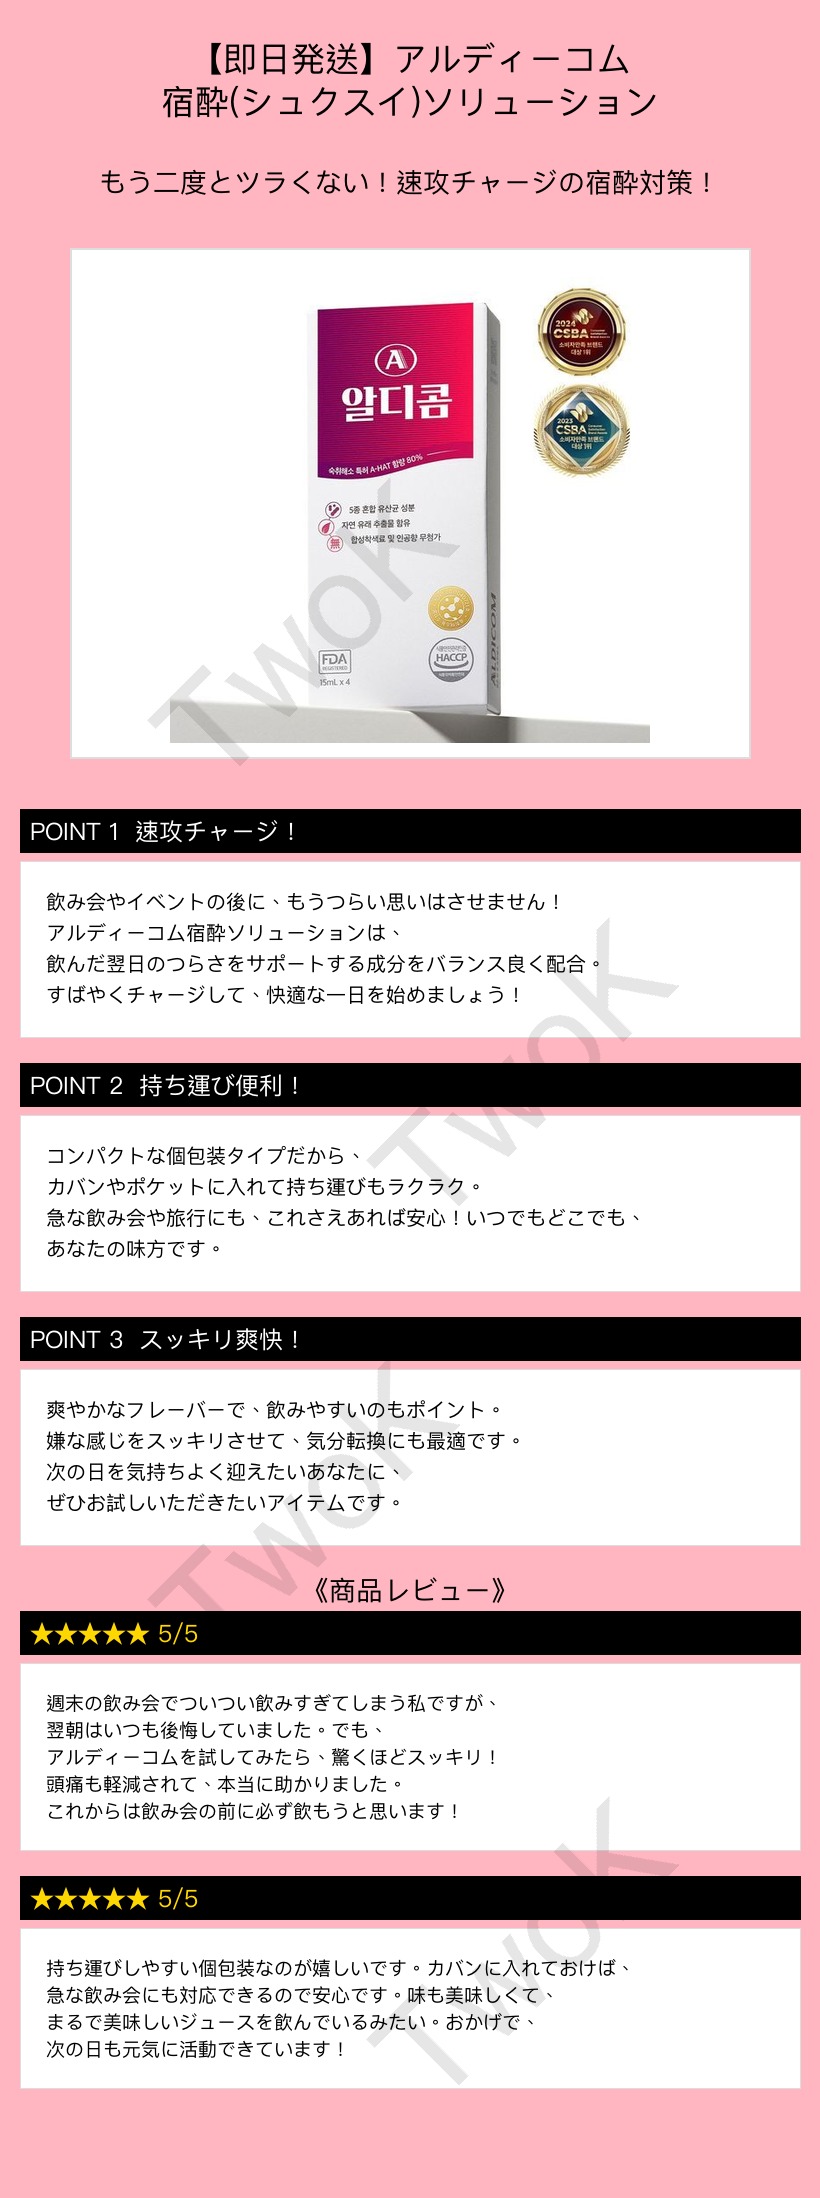 【即日発送】アルディーコム
宿酔(シュクスイ)ソリューション
もう二度とツラくない！速攻チャージの宿酔対策！
A
알디콤
숙취해소 특허 A-HAT 함량 80%
5종 혼합 유산균 성분
자연 유래 추출물 함유
無 합성착색료 및 인공향 무첨가
FDA
REGISTERED
15mL x 4
HACCP
ALDICOM
2024
CSBA
소비자만족 브랜드
대상 1위
2023
CSBA
소비자만족 브랜드
대상 1위
TwoK
POINT 1 速攻チャージ！
飲み会やイベントの後に、もうつらい思いはさせません！
アルディーコム宿酔ソリューションは、
飲んだ翌日のつらさをサポートする成分をバランス良く配合。
すばやくチャージして、快適な一日を始めましょう！
TwoK
POINT 2 持ち運び便利！
コンパクトな個包装タイプだから、
カバンやポケットに入れて持ち運びもラクラク。
急な飲み会や旅行にも、これさえあれば安心！いつでもどこでも、
あなたの味方です。
POINT 3 スッキリ爽快！
爽やかなフレーバーで、飲みやすいのもポイント。
嫌な感じをスッキリさせて、気分転換にも最適です。
次の日を気持ちよく迎えたいあなたに、
ぜひお試しいただきたいアイテムです。
TwoK
《商品レビュー》
★★★★★ 5/5
週末の飲み会でついつい飲みすぎてしまう私ですが、
翌朝はいつも後悔していました。でも、
アルディーコムを試してみたら、驚くほどスッキリ！
頭痛も軽減されて、本当に助かりました。
これからは飲み会の前に必ず飲もうと思います！
★★★★★ 5/5
持ち運びしやすい個包装なのが嬉しいです。カバンに入れておけば、
急な飲み会にも対応できるので安心です。味も美味しくて、
まるで美味しいジュースを飲んでいるみたい。おかげで、
次の日も元気に活動できています！
TwoK